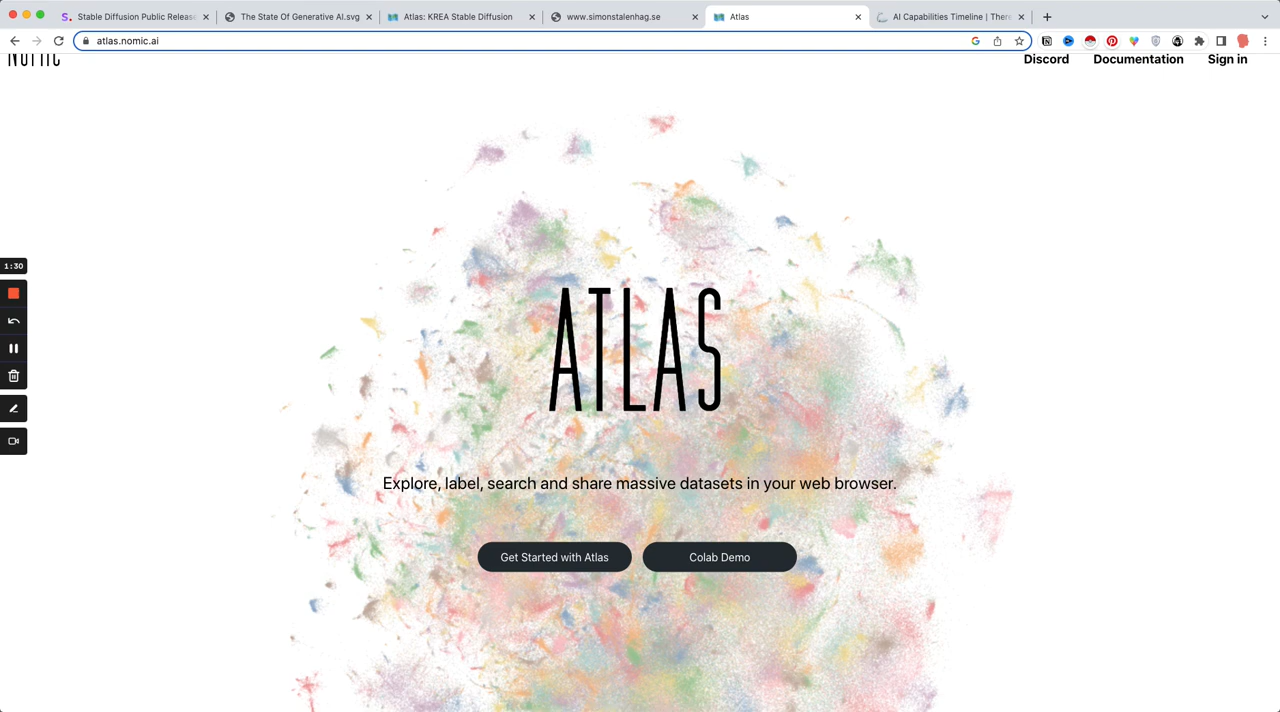 Stable Diffusion Public Releas
The State Of Generative AI.svg
Atlas: KREA Stable Diffusion
www.simonstalenhag.se
Atlas
AI Capabilities Timeline | There
atlas.nomic.ai
NOMIC
Discord
Documentation
Sign in
1:30
ATLAS
Explore, label, search and share massive datasets in your web browser.
Get Started with Atlas
Colab Demo